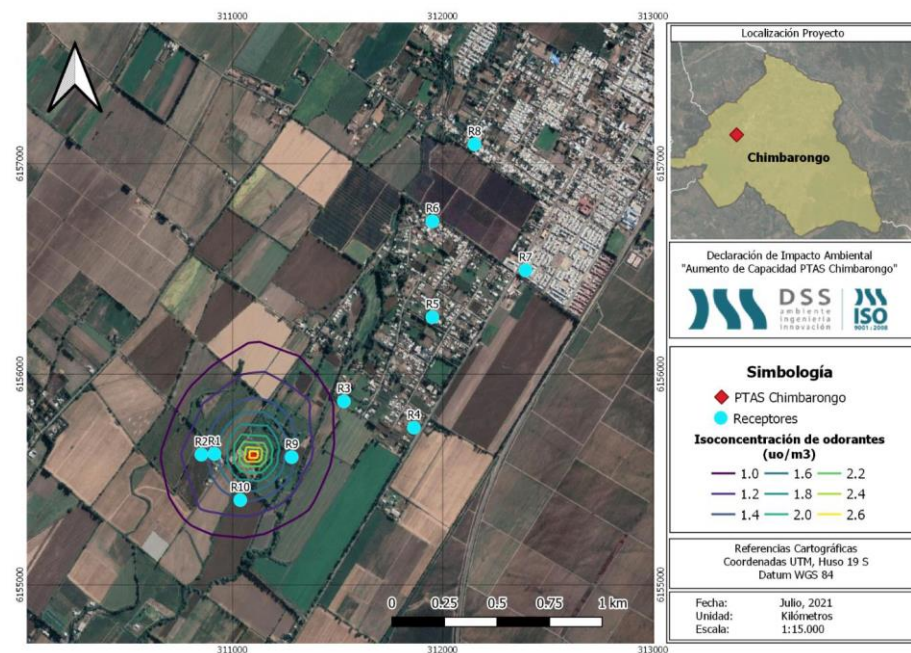 311000
312000
313000
6157000
6156000
6155000
R8
R6
R7
R5
R3
R4
R2
R1
R9
R10
0
0.25
0.5
0.75
1 km
311000
312000
313000
Localización Proyecto
Chimbarongo
Declaración de Impacto Ambiental
"Aumento de Capacidad PTAS Chimbarongo"
DSS
ambiente
ingeniería
innovación
ISO
9001:2008
Simbología
PTAS Chimbarongo
Receptores
Isoconcentración de odorantes
(uo/m3)
1.0 1.6 2.2
1.2 1.8 2.4
1.4 2.0 2.6
Referencias Cartográficas
Coordenadas UTM, Huso 19 S
Datum WGS 84
Fecha: Julio, 2021
Unidad: Kilómetros
Escala: 1:15.000
6157000
6156000
6155000